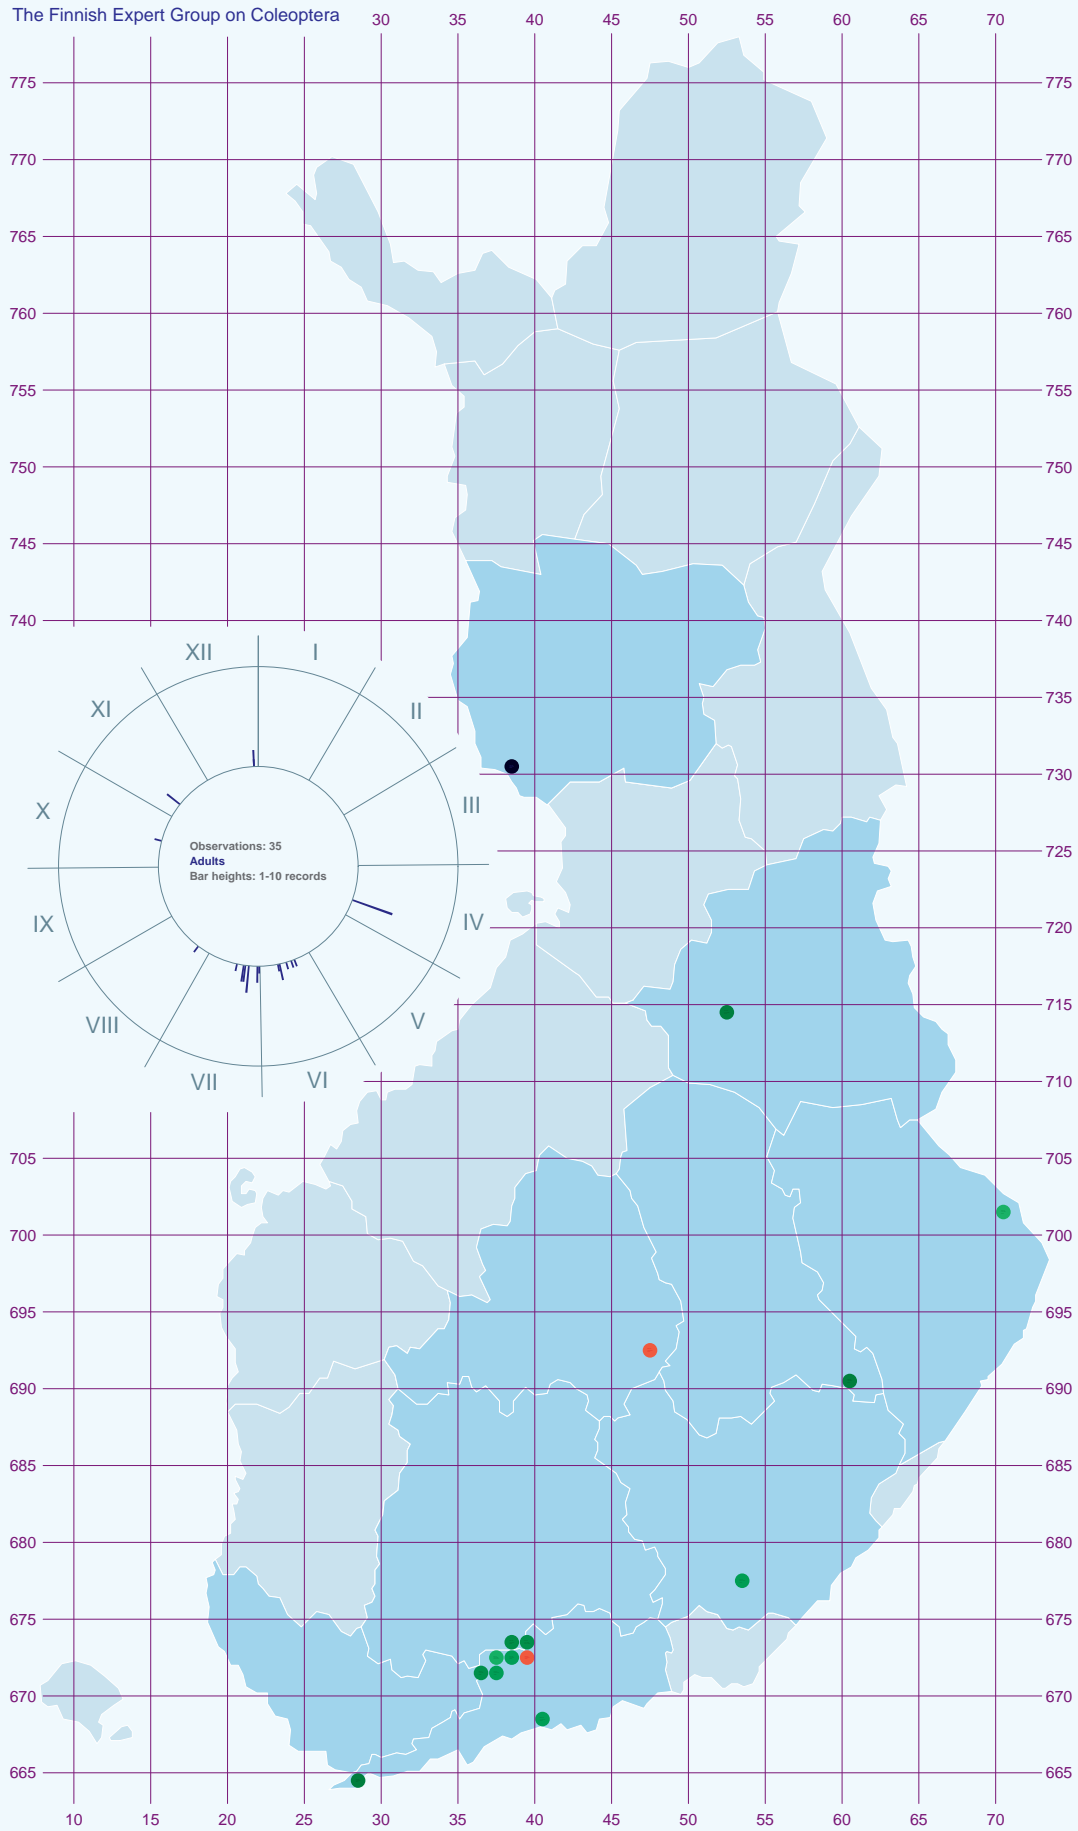 The Finnish Expert Group on Coleoptera 30 35 40 45 50 55 60 65 70
775 775
770 770
765 765
760 760
755 755
750 750
745 745
740 740
XII I
XI II
735
X III
730
Observations: 35
Adults
Bar heights: 1-10 records
725
IX IV
720
VIII V
715
VII VI
710
705 705
700 700
695 695
690 690
685 685
680 680
675 675
670 670
665 665
10 15 20 25 30 35 40 45 50 55 60 65 70